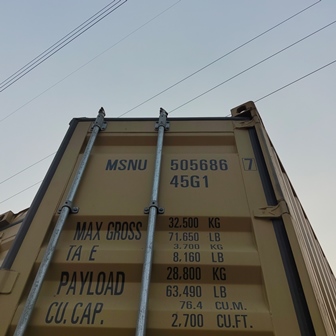 MSNU 505686 7
45G1
MAX GROSS 32.500 KG
71,650 LB
TA E 3.700 KG
8.160 LB
PAYLOAD 28.800 KG
63,490 LB
CU.CAP. 76.4 CU.M.
2,700 CU.FT.